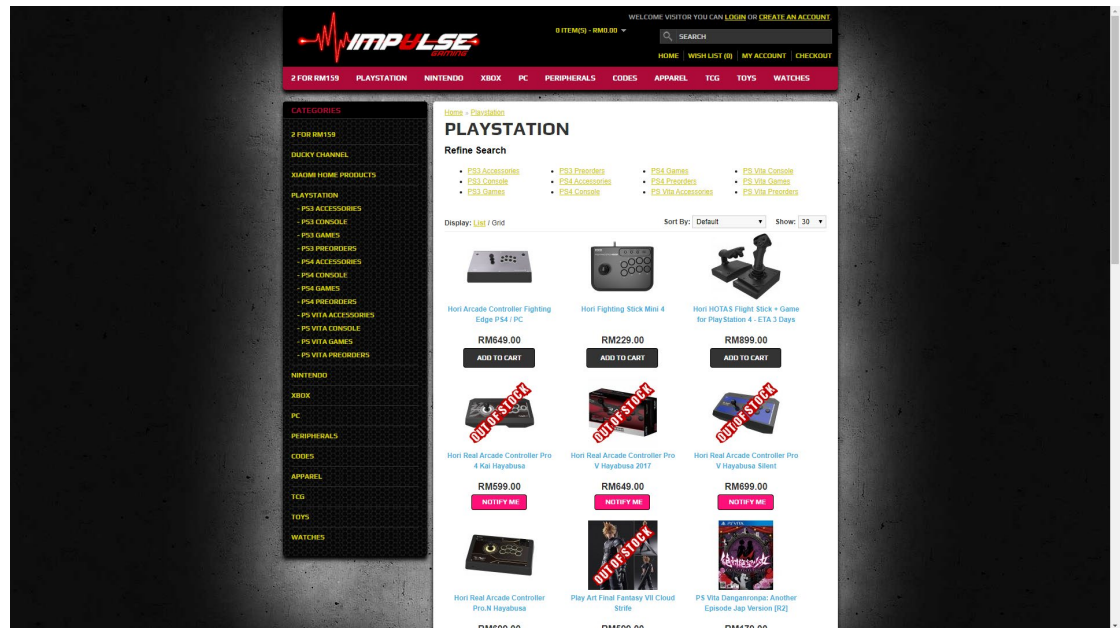 WELCOME VISITOR YOU CAN LOGIN OR CREATE AN ACCOUNT.
IMPULSE
GAMING
0 ITEM(S) - RM0.00
SEARCH
HOME WISH LIST (0) MY ACCOUNT CHECKOUT
2 FOR RM159 PLAYSTATION NINTENDO XBOX PC PERIPHERALS CODES APPAREL TCG TOYS WATCHES
CATEGORIES
2 FOR RM159
DUCKY CHANNEL
XIAOMI HOME PRODUCTS
PLAYSTATION
- PS3 ACCESSORIES
- PS3 CONSOLE
- PS3 GAMES
- PS3 PREORDERS
- PS4 ACCESSORIES
- PS4 CONSOLE
- PS4 GAMES
- PS4 PREORDERS
- PS VITA ACCESSORIES
- PS VITA CONSOLE
- PS VITA GAMES
- PS VITA PREORDERS
NINTENDO
XBOX
PC
PERIPHERALS
CODES
APPAREL
TCG
TOYS
WATCHES
Home » Playstation
PLAYSTATION
Refine Search
PS3 Accessories
PS3 Console
PS3 Games
PS3 Preorders
PS4 Accessories
PS4 Console
PS4 Games
PS4 Preorders
PS Vita Accessories
PS Vita Console
PS Vita Games
PS Vita Preorders
Display: List / Grid
Sort By: Default
Show: 30
Hori Arcade Controller Fighting
Edge PS4 / PC
RM649.00
ADD TO CART
Hori Fighting Stick Mini 4
RM229.00
ADD TO CART
Hori HOTAS Flight Stick + Game
for PlayStation 4 - ETA 3 Days
RM899.00
ADD TO CART
OUT OF STOCK
Hori Real Arcade Controller Pro
4 Kai Hayabusa
RM599.00
NOTIFY ME
OUT OF STOCK
Hori Real Arcade Controller Pro
V Hayabusa 2017
RM649.00
NOTIFY ME
OUT OF STOCK
Hori Real Arcade Controller Pro
V Hayabusa Silent
RM699.00
NOTIFY ME
Hori Real Arcade Controller
Pro.N Hayabusa
RM699.00
OUT OF STOCK
Play Art Final Fantasy VII Cloud
Strife
RM599.00
PS VITA
PS Vita Danganronpa: Another
Episode Jap Version [R2]
RM179.00